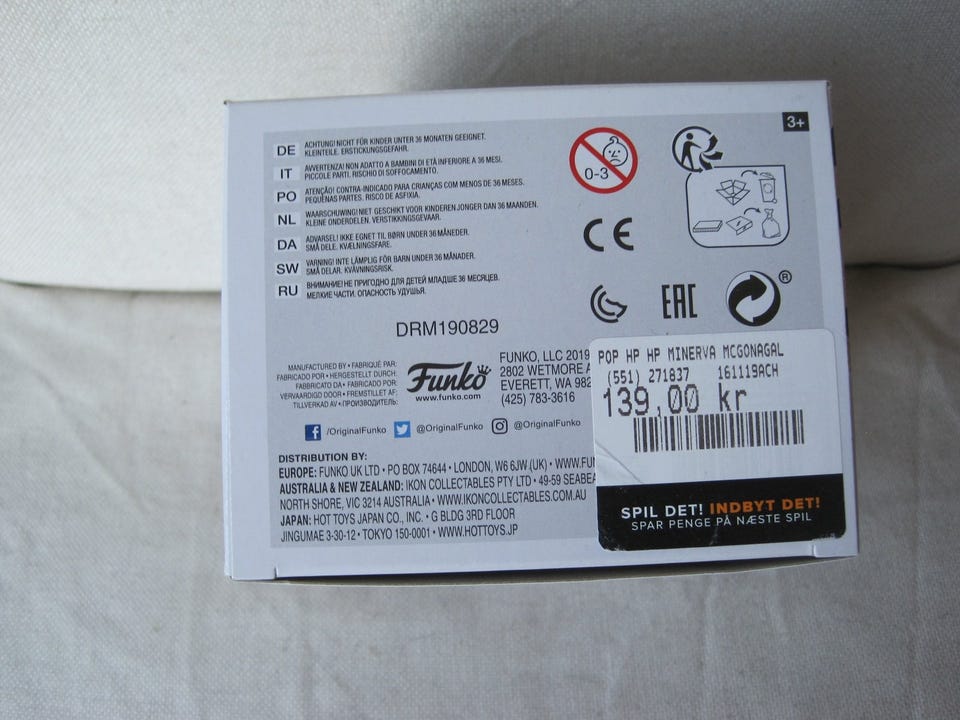 3+
DE ACHTUNG! NICHT FÜR KINDER UNTER 36 MONATEN GEEIGNET.
KLEINTEILE. ERSTICKUNGSGEFAHR.
IT AVVERTENZA! NON ADATTO A BAMBINI DI ETÀ INFERIORE A 36 MESI.
PICCOLE PARTI. RISCHIO DI SOFFOCAMENTO.
PO ATENÇÃO! CONTRA-INDICADO PARA CRIANÇAS COM MENOS DE 36 MESES.
PEQUENAS PARTES. RISCO DE ASFIXIA.
NL WAARSCHUWING! NIET GESCHIKT VOOR KINDEREN JONGER DAN 36 MAANDEN.
KLEINE ONDERDELEN. VERSTIKKINGSGEVAAR.
DA ADVARSEL! IKKE EGNET TIL BØRN UNDER 36 MÅNEDER.
SMÅ DELE. KVÆLNINGSFARE.
SW VARNING! INTE LÄMPLIG FÖR BARN UNDER 36 MÅNADER.
SMÅ DELAR. KVÄVNINGSRISK.
RU ВНИМАНИЕ! НЕ ПРИГОДНО ДЛЯ ДЕТЕЙ МЛАДШЕ 36 МЕСЯЦЕВ.
МЕЛКИЕ ЧАСТИ. ОПАСНОСТЬ УДУШЬЯ.
0-3
CE
EAC
®
DRM190829
MANUFACTURED BY • FABRIQUÉ PAR:
FABRICADO POR • HERGESTELLT DURCH:
FABBRICATO DA • FABRICADO POR:
VERVAARDIGD DOOR • FREMSTILLET AF:
TILLVERKAD AV • ПРОИЗВОДИТЕЛЬ:
Funko
www.funko.com
FUNKO, LLC 2019
2802 WETMORE A
EVERETT, WA 982
(425) 783-3616
/OriginalFunko @OriginalFunko @OriginalFunko
DISTRIBUTION BY:
EUROPE: FUNKO UK LTD • PO BOX 74644 • LONDON, W6 6JW (UK) • WWW.FUN
AUSTRALIA & NEW ZEALAND: IKON COLLECTABLES PTY LTD • 49-59 SEABEA
NORTH SHORE, VIC 3214 AUSTRALIA • WWW.IKONCOLLECTABLES.COM.AU
JAPAN: HOT TOYS JAPAN CO., INC. • G BLDG 3RD FLOOR
JINGUMAE 3-30-12 • TOKYO 150-0001 • WWW.HOTTOYS.JP
POP HP HP MINERVA MCGONAGAL
(551) 271837 161119ACH
139,00 kr
SPIL DET! INDBYT DET!
SPAR PENGE PÅ NÆSTE SPIL